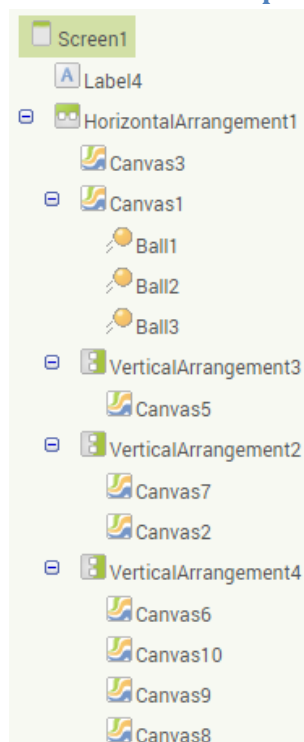 Screen1
A Label4
HorizontalArrangement1
Canvas3
Canvas1
Ball1
Ball2
Ball3
VerticalArrangement3
Canvas5
VerticalArrangement2
Canvas7
Canvas2
VerticalArrangement4
Canvas6
Canvas10
Canvas9
Canvas8